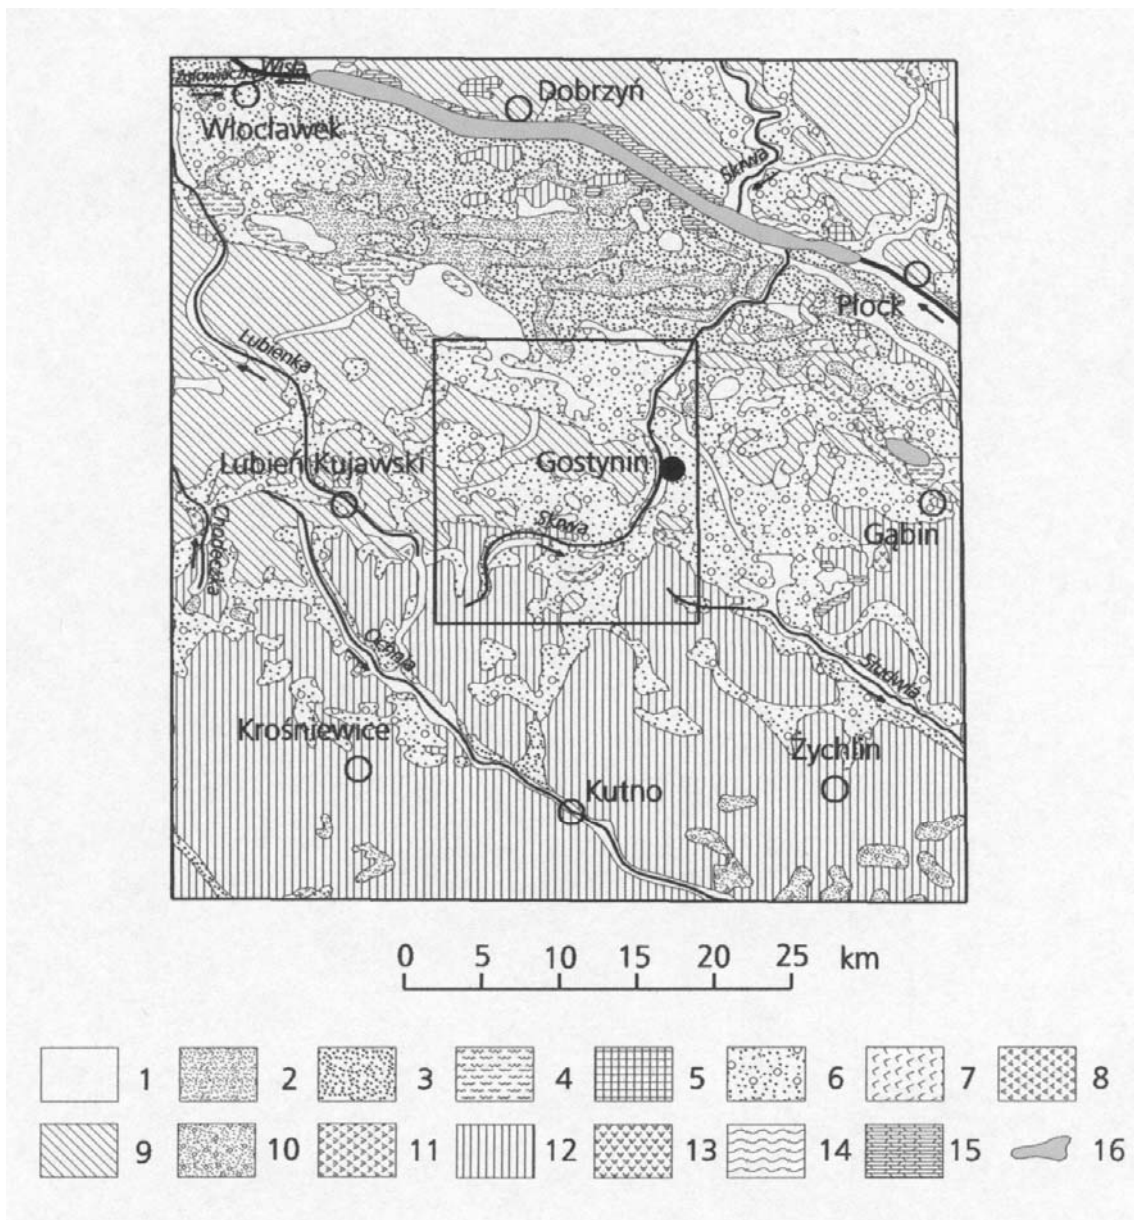 Zgłowiączka
Wisła
Dobrzyń
Włocławek
Skrwa
Płock
Lubieńka
Lubień Kujawski
Gostynin
Skrwa
Gąbin
Chodeczka
Ochnia
Słudwia
Krośniewice
Żychlin
Kutno
0 5 10 15 20 25 km
1 2 3 4 5 6 7 8
9 10 11 12 13 14 15 16